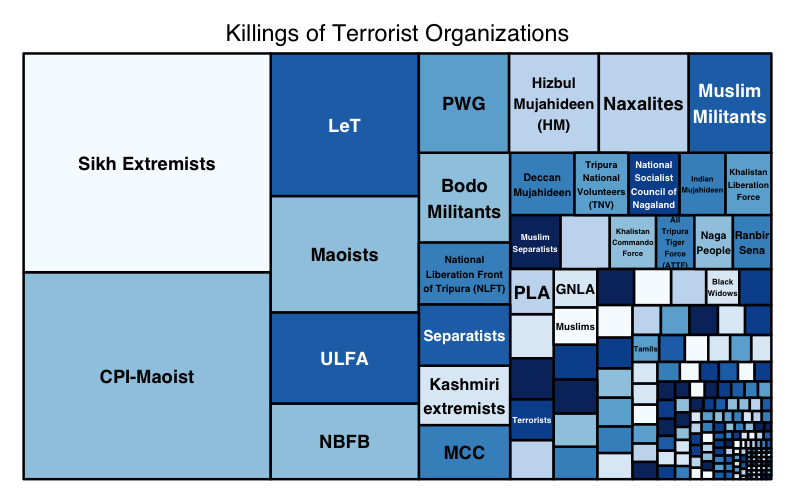 Killings of Terrorist Organizations
Sikh Extremists
CPI-Maoist
LeT
Maoists
ULFA
NBFB
PWG
Bodo
Militants
National
Liberation Front
of Tripura (NLFT)
Separatists
Kashmiri
extremists
MCC
Hizbul
Mujahideen
(HM)
Naxalites
Muslim
Militants
Deccan
Mujahideen
Tripura
National
Volunteers
(TNV)
National
Socialist
Council of
Nagaland
Indian
Mujahideen
Khalistan
Liberation
Force
Muslim
Separatists
Khalistan
Commando
Force
All
Tripura
Tiger
Force
(ATTF)
Naga
People
Ranbir
Sena
PLA
GNLA
Black
Widows
Muslims
Tamils
Terrorists